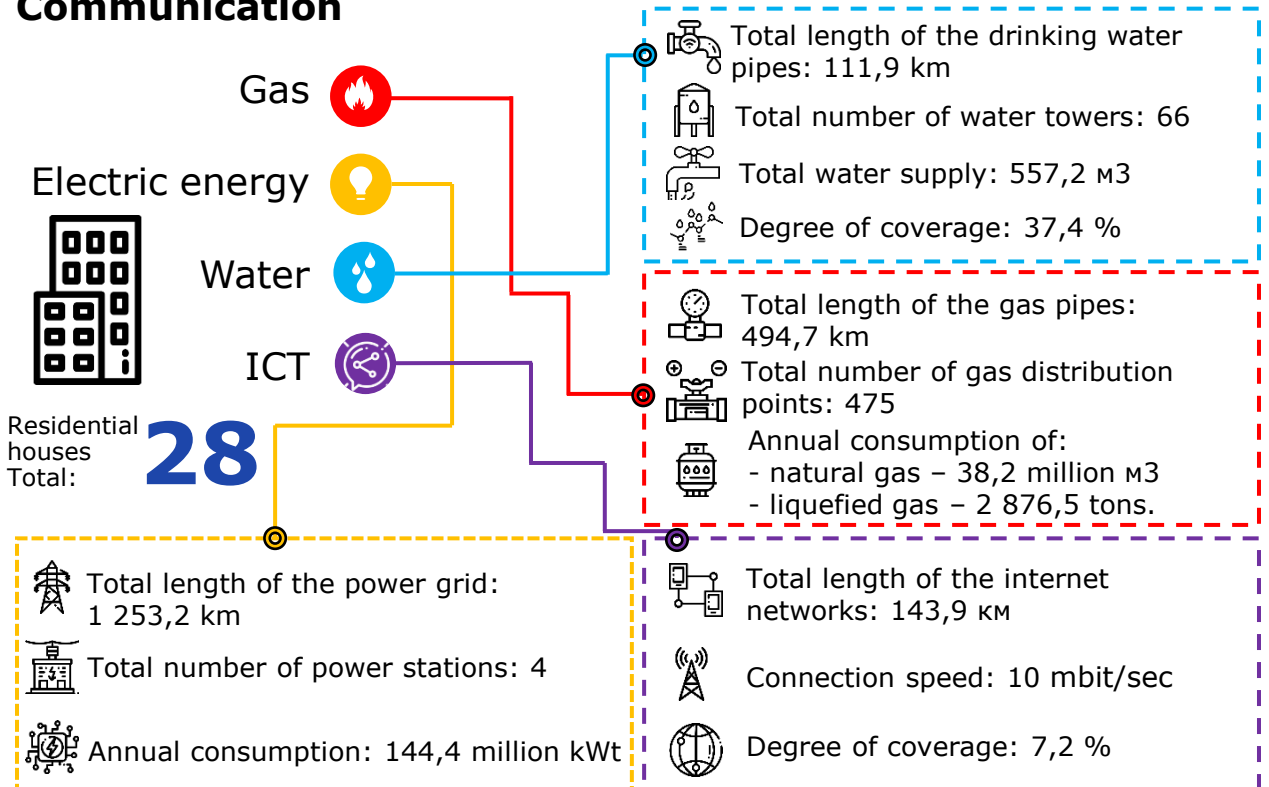 Communication
Gas
Electric energy
Water
ICT
Residential
houses
Total:
28
Total length of the drinking water
pipes: 111,9 km
Total number of water towers: 66
Total water supply: 557,2 м3
Degree of coverage: 37,4 %
Total length of the gas pipes:
494,7 km
Total number of gas distribution
points: 475
Annual consumption of:
- natural gas – 38,2 million м3
- liquefied gas – 2 876,5 tons.
Total length of the power grid:
1 253,2 km
Total number of power stations: 4
Annual consumption: 144,4 million kWt
Total length of the internet
networks: 143,9 км
Connection speed: 10 mbit/sec
Degree of coverage: 7,2 %